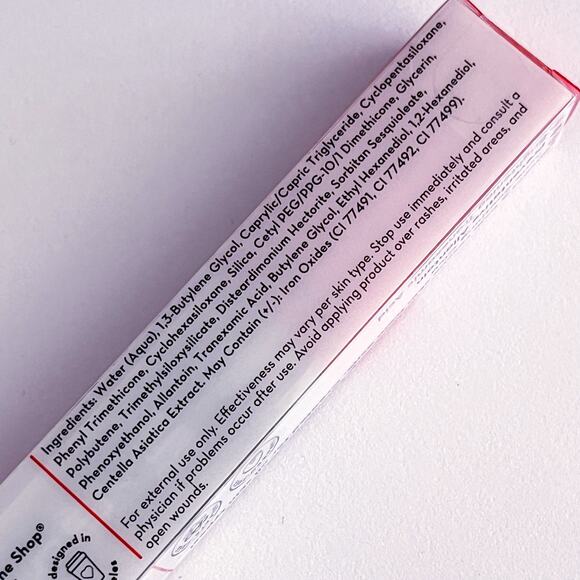 Ingredients: Water (Aqua), 1,3-Butylene Glycol, Caprylic/Capric Triglyceride, Cyclopentasiloxane,
Phenyl Trimethicone, Cyclohexasiloxane, Silica, Cetyl PEG/PPG-10/1 Dimethicone, Glycerin,
Polybutene, Trimethylsiloxysilicate, Disteardimonium Hectorite, Sorbitan Sesquioleate,
Phenoxyethanol, Allantoin, Tranexamic Acid, Butylene Glycol, Ethyl Hexanediol, 1,2-Hexanediol,
Centella Asiatica Extract. May Contain (+/-): Iron Oxides (CI 77491, CI 77492, CI 77499).
For external use only. Effectiveness may vary per skin type. Stop use immediately and consult a
physician if problems occur after use. Avoid applying product over rashes, irritated areas, and
open wounds.
ne Shop®
designed in
les